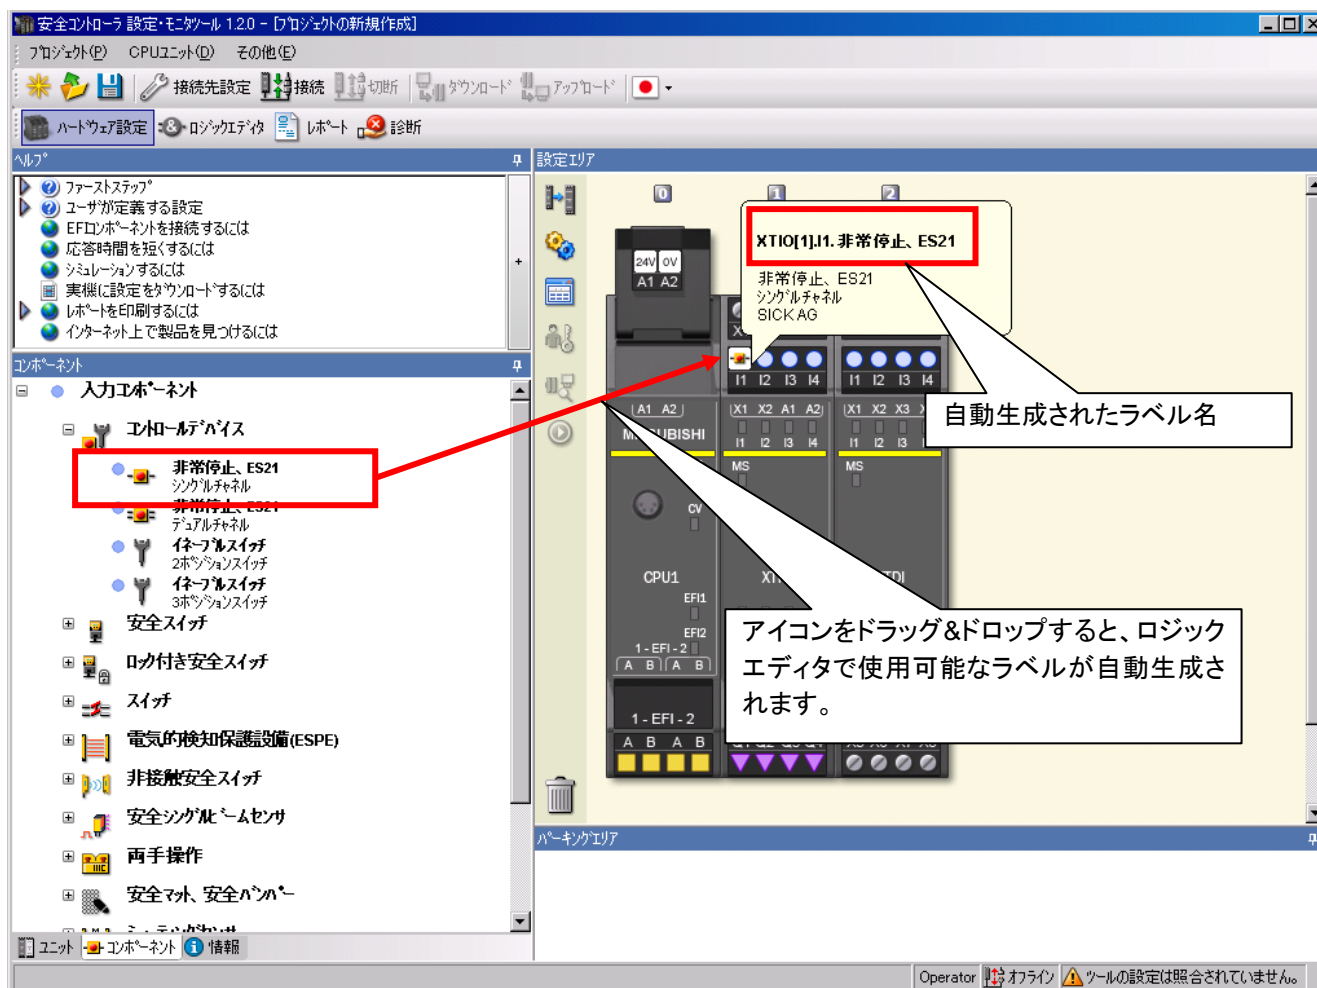 安全コントローラ 設定・モニタツール 1.2.0 - [プロジェクトの新規作成]
プロジェクト(P) CPUユニット(D) その他(E)
接続先設定 接続 切断 ダウンロード アップロード
ハードウェア設定 ロジックエディタ レポート 診断
ヘルプ
ファーストステップ
ユーザが定義する設定
EFIコンポーネントを接続するには
応答時間を短くするには
シミュレーションするには
実機に設定をダウンロードするには
レポートを印刷するには
インターネット上で製品を見つけるには
コンポーネント
入力コンポーネント
コントロールデバイス
非常停止、ES21
シングルチャネル
非常停止、ES21
デュアルチャネル
イネーブルスイッチ
2ポジションスイッチ
イネーブルスイッチ
3ポジションスイッチ
安全スイッチ
ロック付き安全スイッチ
スイッチ
電気的検知保護設備(ESPE)
非接触安全スイッチ
安全シングルビームセンサ
両手操作
安全マット、安全バンパー
ユニット コンポーネント 情報
設定エリア
0 1 2
XTIO[1].I1. 非常停止、ES21
非常停止、ES21
シングルチャネル
SICK AG
24V 0V
A1 A2
I1 I2 I3 I4 I1 I2 I3 I4
A1 A2 X1 X2 A1 A2 X1 X2 X3
I1 I2 I3 I4 I1 I2 I3
MS MS
CV
CPU1
EFI1
EFI2
1 - EFI - 2
A B A B
1 - EFI - 2
A B A B
自動生成されたラベル名
アイコンをドラッグ&ドロップすると、ロジック
エディタで使用可能なラベルが自動生成さ
れます。
パーキングエリア
Operator オフライン ツールの設定は照合されていません。